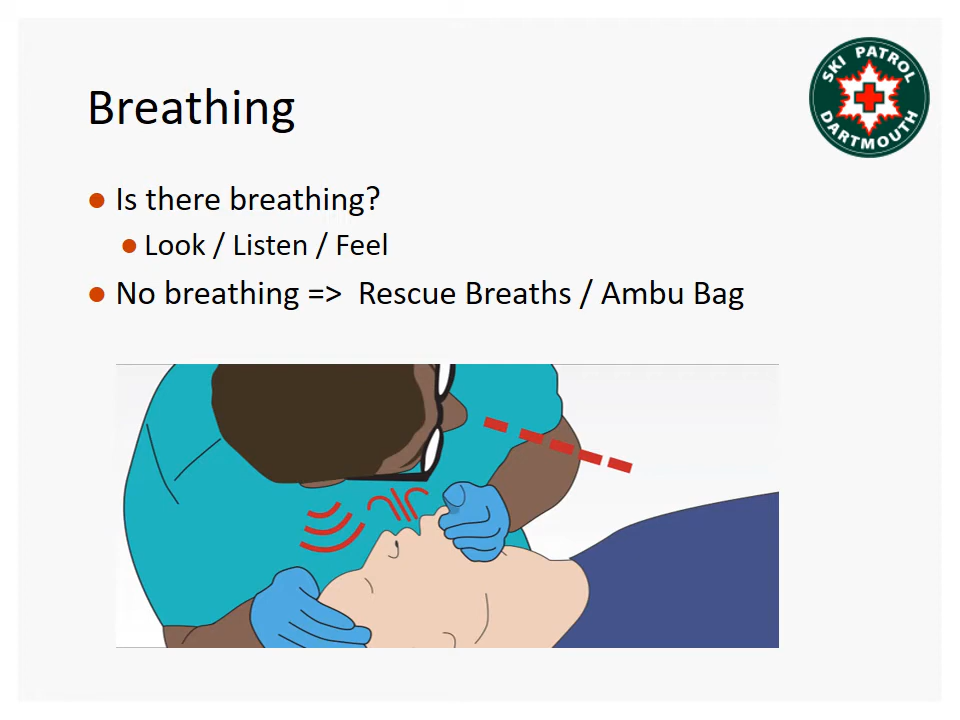 SKI PATROL
DARTMOUTH
Breathing
Is there breathing?
Look / Listen / Feel
No breathing => Rescue Breaths / Ambu Bag